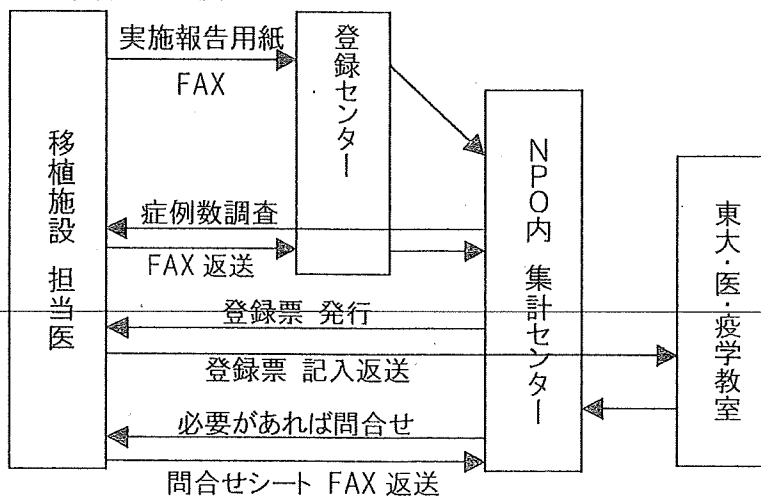 実施報告用紙
FAX
登録センター
移植施設 担当医
NPO内 集計センター
東大・医・疫学教室
症例数調査
FAX 返送
登録票 発行
登録票 記入返送
必要があれば問合せ
問合せシート FAX 返送